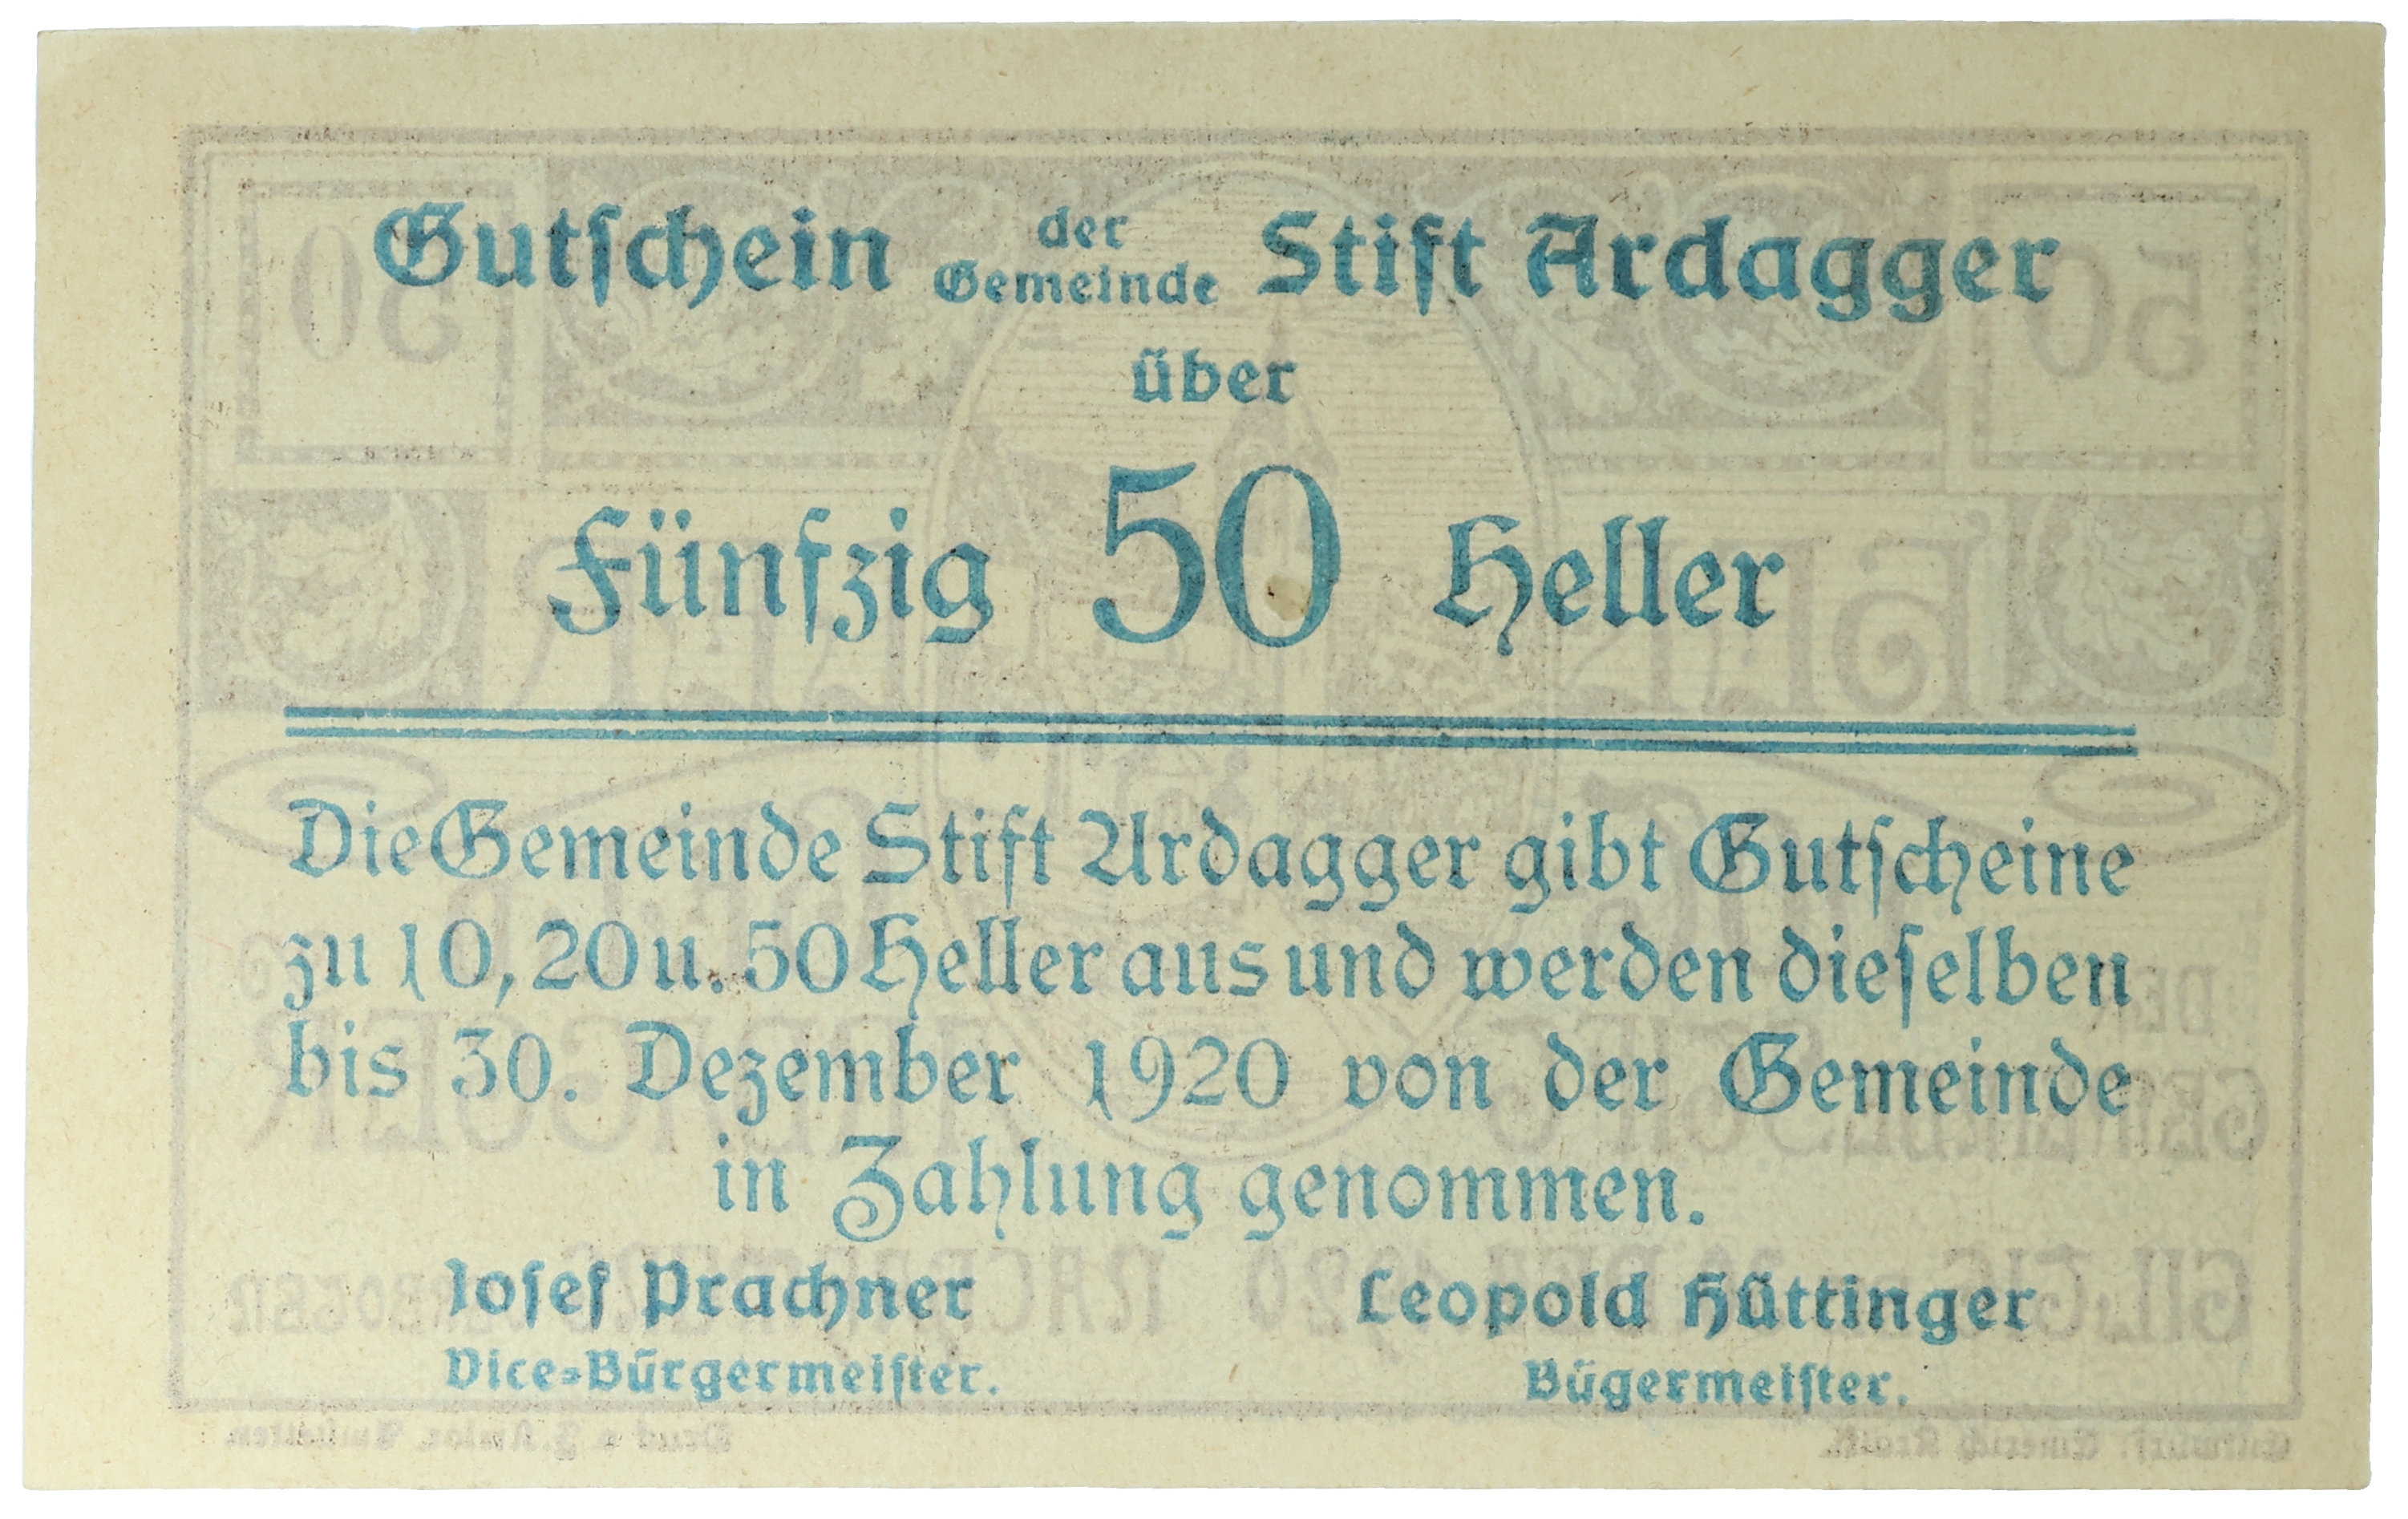 Gutschein der Gemeinde Stift Ardagger
über
Fünfzig 50 Heller
Die Gemeinde Stift Ardagger gibt Gutscheine
zu 10, 20 u. 50 Heller aus und werden dieselben
bis 30. Dezember 1920 von der Gemeinde
in Zahlung genommen.
Josef Prachner Leopold Hüttinger
Vice=Bürgermeister. Bügermeister.